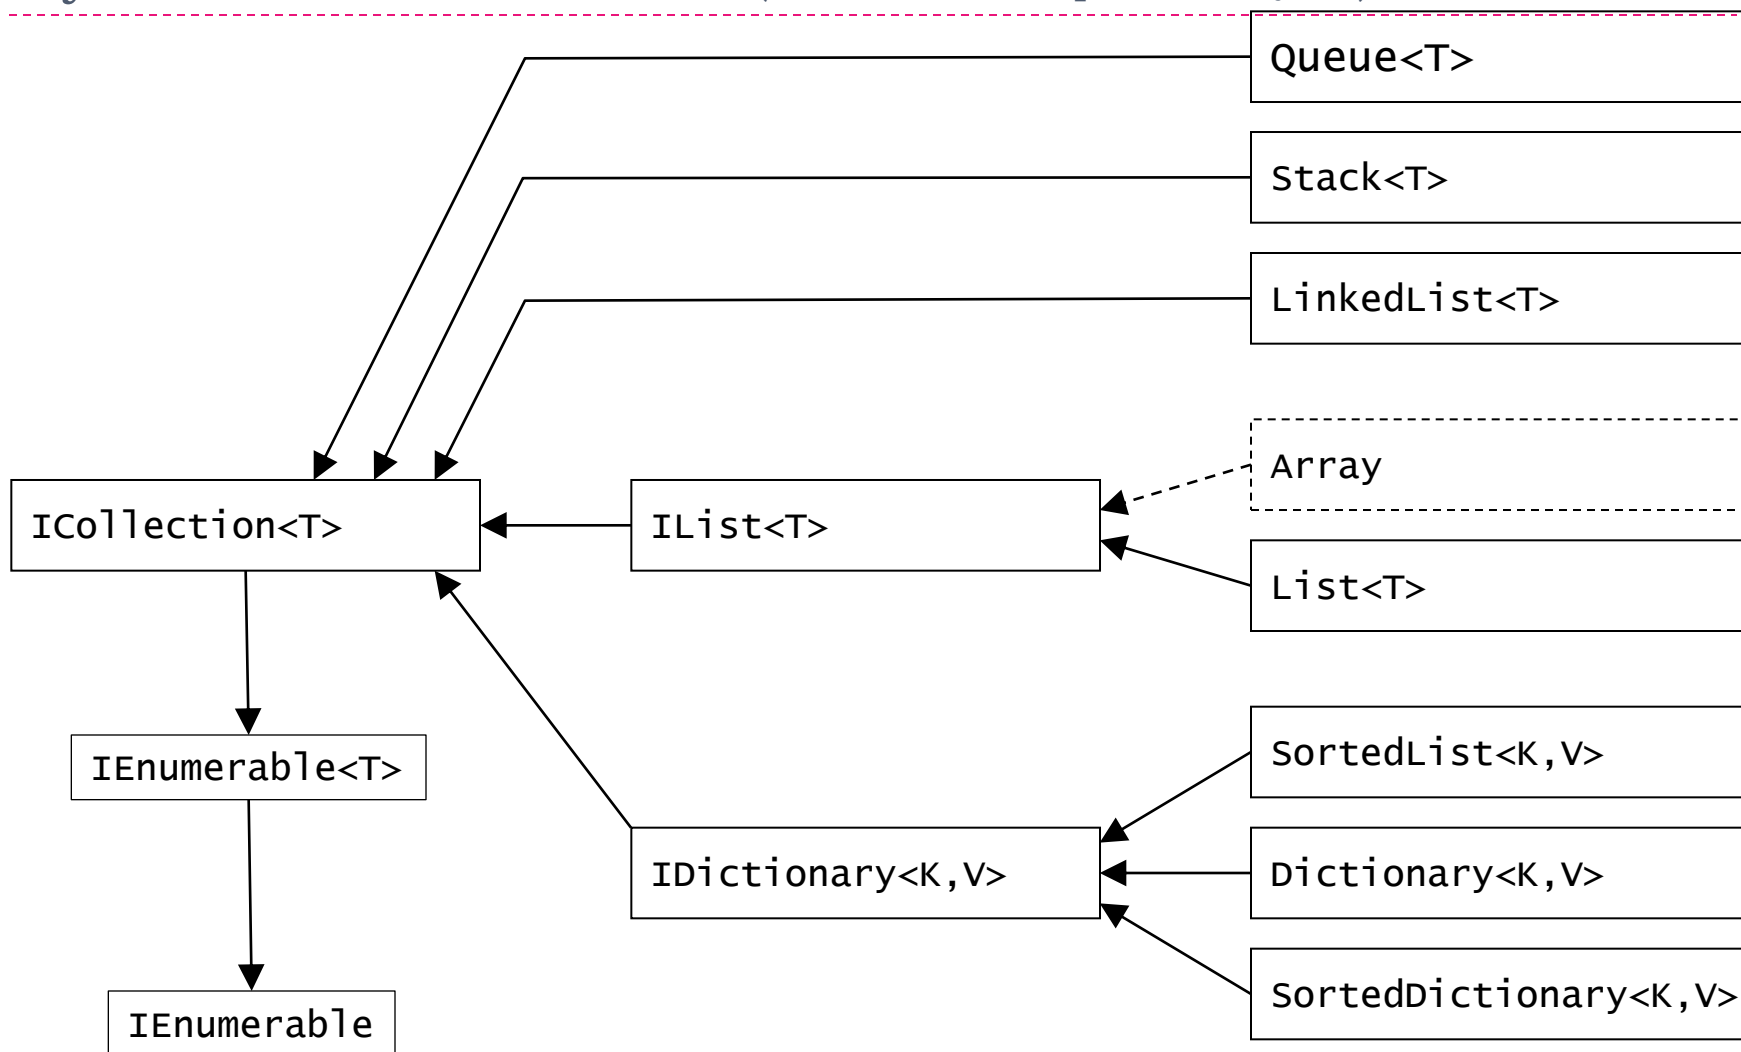 Queue<T>
Stack<T>
LinkedList<T>
Array
ICollection<T>
IList<T>
List<T>
SortedList<K,V>
IEnumerable<T>
IDictionary<K,V>
Dictionary<K,V>
SortedDictionary<K,V>
IEnumerable